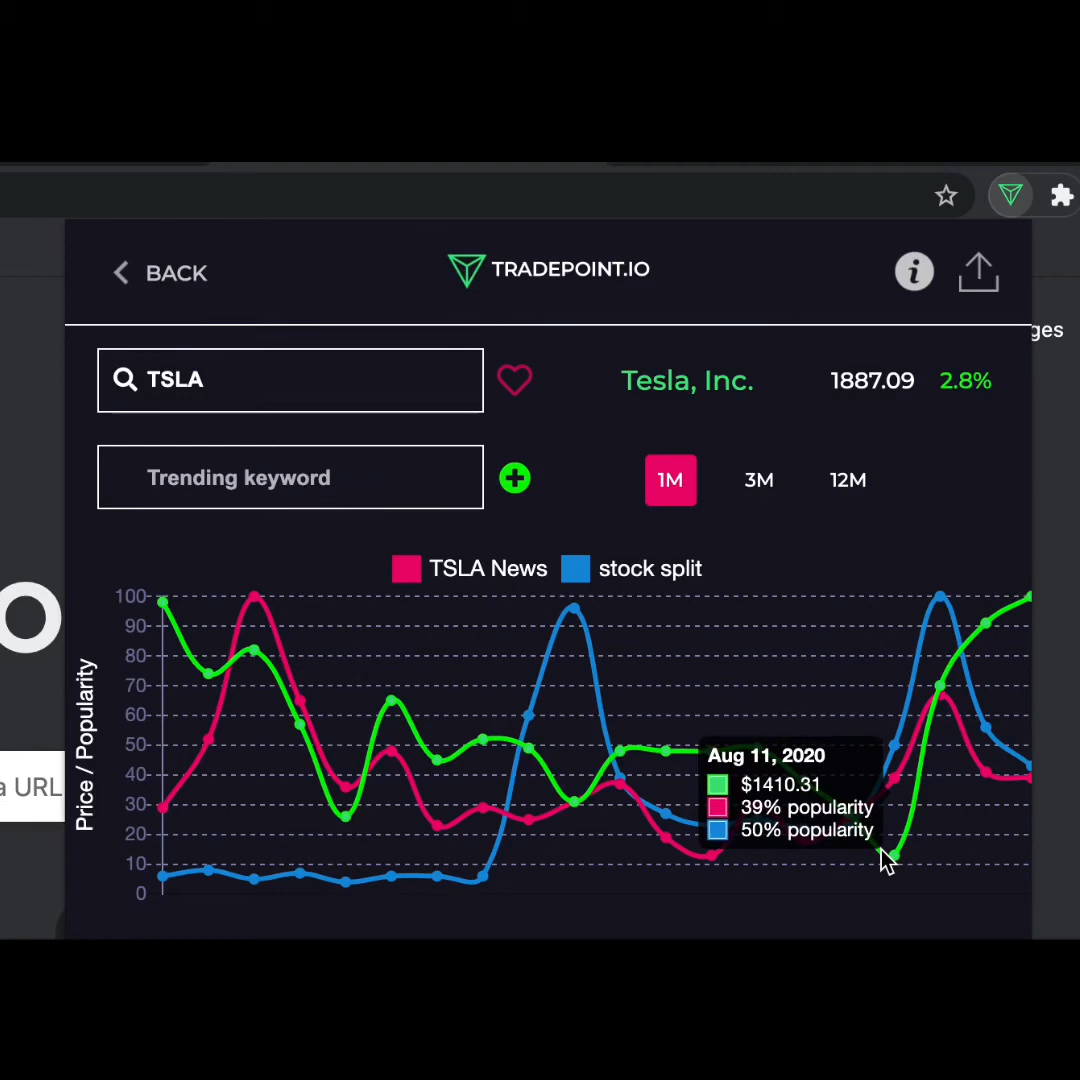 ges
BACK
TRADEPOINT.IO
i
TSLA
Tesla, Inc.
1887.09
2.8%
Trending keyword
1M
3M
12M
TSLA News
stock split
100
90
80
70
60
50
40
30
20
10
0
Price / Popularity
O
a URL
Aug 11, 2020
$1410.31
39% popularity
50% popularity